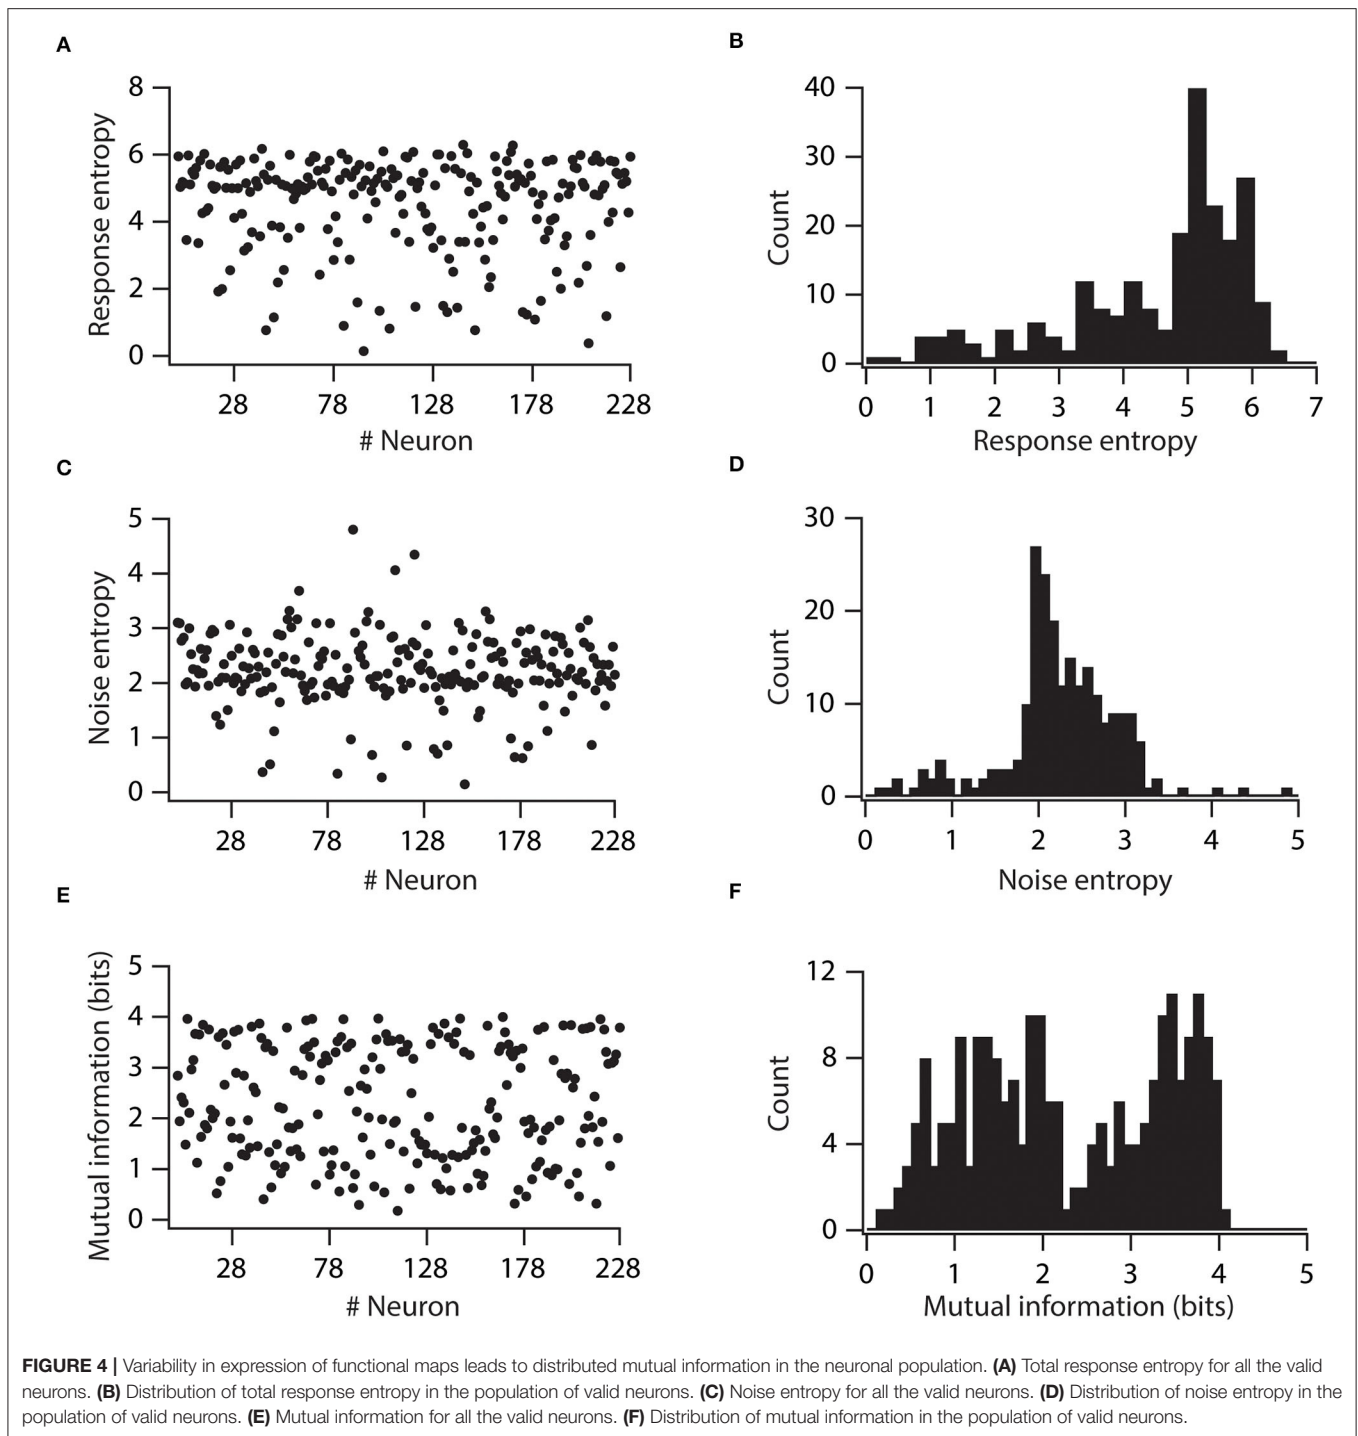 A
Response entropy
8
6
4
2
0
28 78 128 178 228
# Neuron
B
Count
40
30
20
10
0
0 1 2 3 4 5 6 7
Response entropy
C
Noise entropy
5
4
3
2
1
0
28 78 128 178 228
# Neuron
D
Count
30
20
10
0
0 1 2 3 4 5
Noise entropy
E
Mutual information (bits)
5
4
3
2
1
0
28 78 128 178 228
# Neuron
F
Count
12
8
4
0
0 1 2 3 4 5
Mutual information (bits)
FIGURE 4 | Variability in expression of functional maps leads to distributed mutual information in the neuronal population. (A) Total response entropy for all the valid
neurons. (B) Distribution of total response entropy in the population of valid neurons. (C) Noise entropy for all the valid neurons. (D) Distribution of noise entropy in the
population of valid neurons. (E) Mutual information for all the valid neurons. (F) Distribution of mutual information in the population of valid neurons.